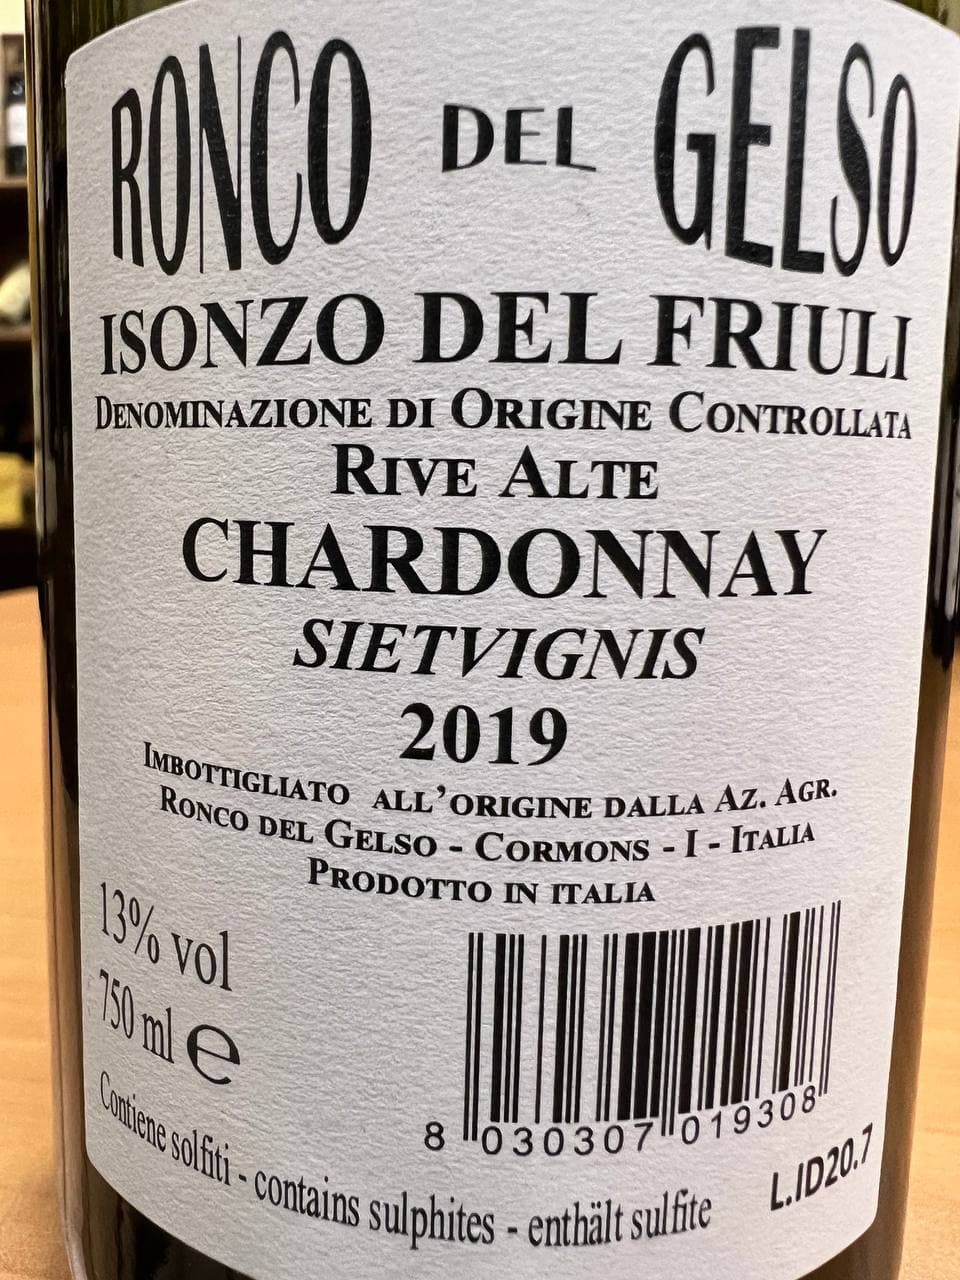 RONCO DEL GELSO
ISONZO DEL FRIULI
DENOMINAZIONE DI ORIGINE CONTROLLATA
RIVE ALTE
CHARDONNAY
SIETVIGNIS
2019
IMBOTTIGLIATO ALL'ORIGINE DALLA AZ. AGR.
RONCO DEL GELSO - CORMONS - I - ITALIA
PRODOTTO IN ITALIA
13% vol
750 ml e
8 030307 019308
L.ID20.7
Contiene solfiti - contains sulphites - enthält sulfite